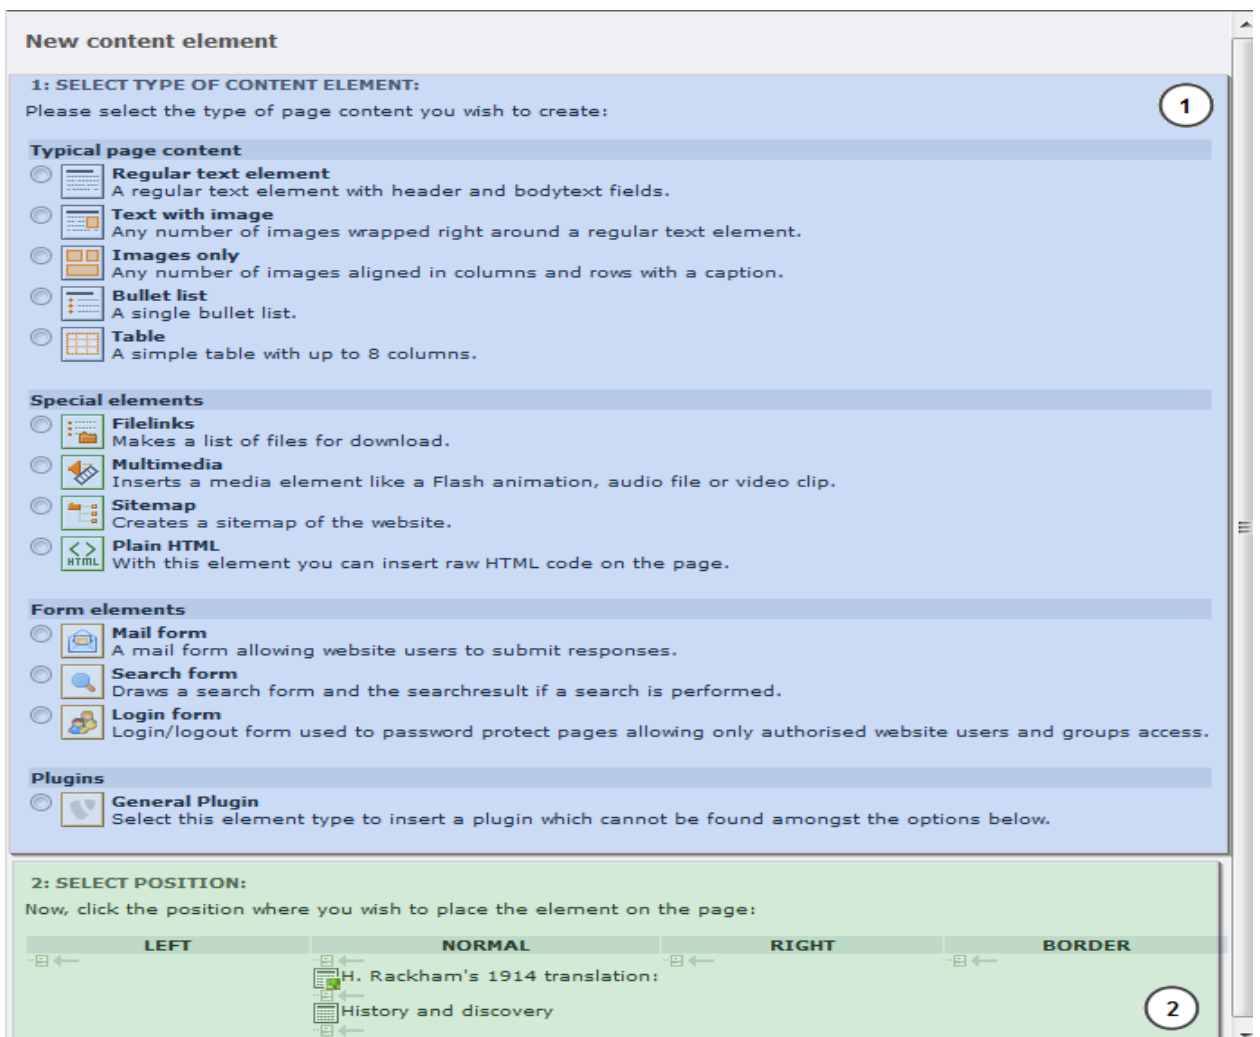 New content element
1: SELECT TYPE OF CONTENT ELEMENT:
Please select the type of page content you wish to create:
1
Typical page content
Regular text element
A regular text element with header and bodytext fields.
Text with image
Any number of images wrapped right around a regular text element.
Images only
Any number of images aligned in columns and rows with a caption.
Bullet list
A single bullet list.
Table
A simple table with up to 8 columns.
Special elements
Filelinks
Makes a list of files for download.
Multimedia
Inserts a media element like a Flash animation, audio file or video clip.
Sitemap
Creates a sitemap of the website.
Plain HTML
HTML
With this element you can insert raw HTML code on the page.
Form elements
Mail form
A mail form allowing website users to submit responses.
Search form
Draws a search form and the searchresult if a search is performed.
Login form
Login/logout form used to password protect pages allowing only authorised website users and groups access.
Plugins
General Plugin
Select this element type to insert a plugin which cannot be found amongst the options below.
2: SELECT POSITION:
Now, click the position where you wish to place the element on the page:
LEFT NORMAL RIGHT BORDER
H. Rackham's 1914 translation:
History and discovery
2